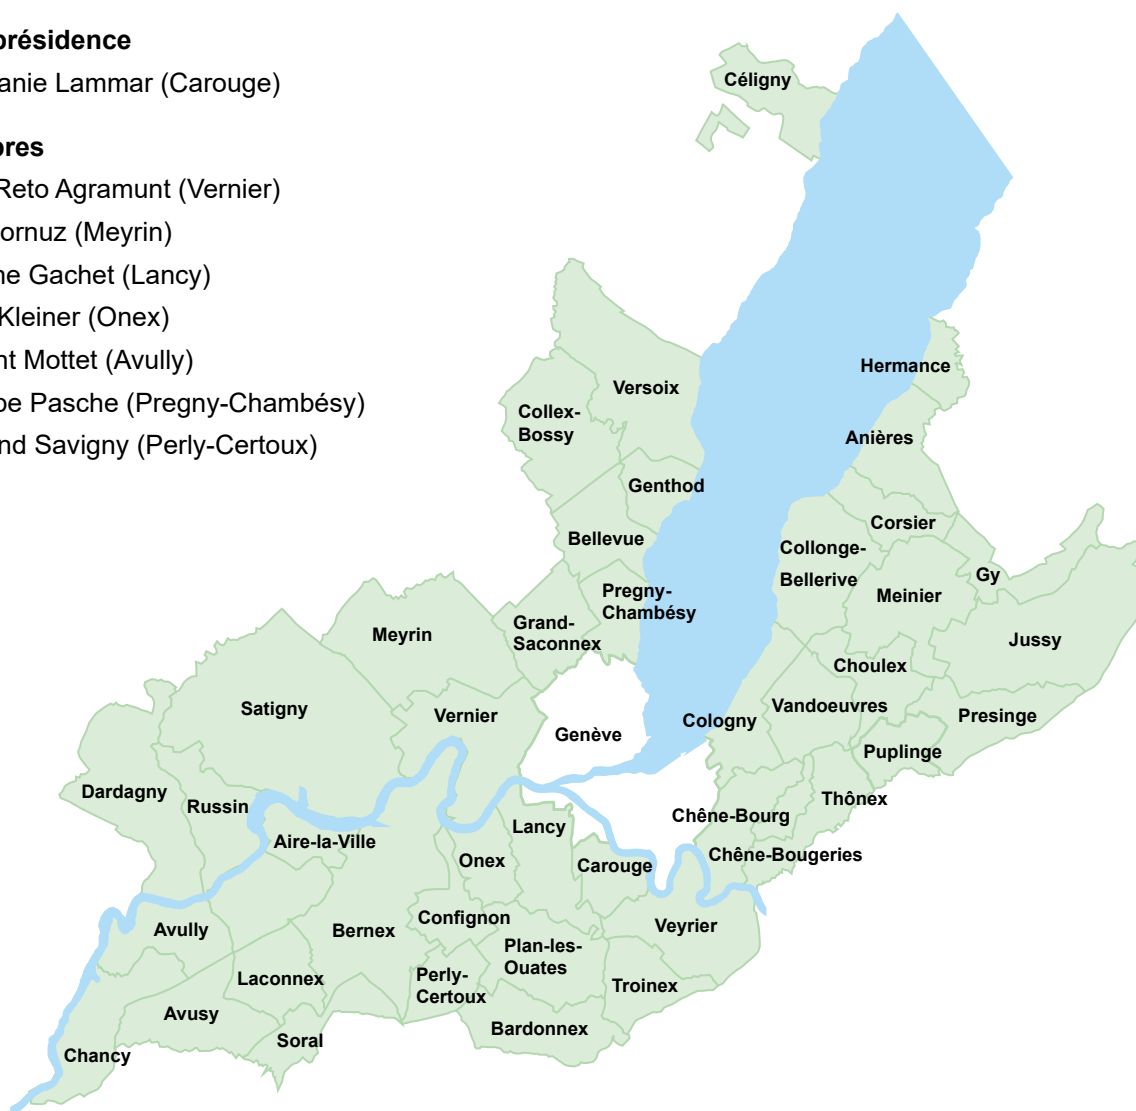 présidence
anie Lammar (Carouge)
bres
Reto Agramunt (Vernier)
ornuz (Meyrin)
ne Gachet (Lancy)
Kleiner (Onex)
nt Mottet (Avully)
pe Pasche (Pregny-Chambésy)
nd Savigny (Perly-Certoux)
Céligny
Hermance
Versoix
Collex-
Bossy
Anières
Genthod
Corsier
Bellevue
Collonge-
Bellerive
Gy
Meinier
Pregny-
Chambésy
Grand-
Saconnex
Meyrin
Jussy
Choulex
Satigny
Vernier
Vandoeuvres
Cologny
Presinge
Genève
Puplinge
Dardagny
Russin
Thônex
Chêne-Bourg
Lancy
Aire-la-Ville
Chêne-Bougeries
Onex
Carouge
Confignon
Veyrier
Avully
Bernex
Plan-les-
Ouates
Laconnex
Perly-
Certoux
Troinex
Avusy
Bardonnex
Soral
Chancy